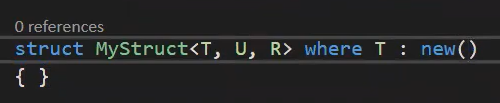 0 references
struct MyStruct<T, U, R> where T : new()
{ }